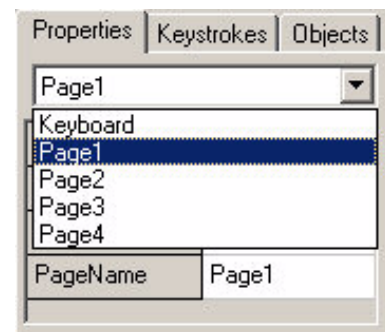 Properties Keystrokes Objects
Page1
Keyboard
Page1
Page2
Page3
Page4
PageName Page1